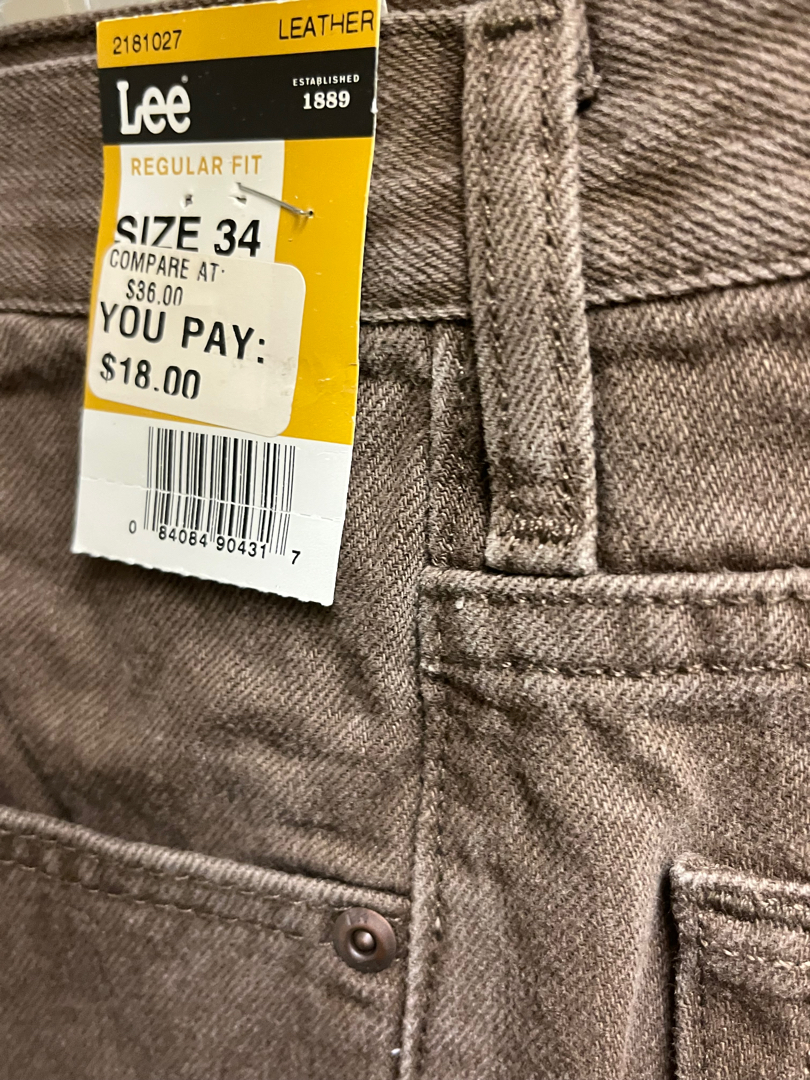 2181027 LEATHER
Lee
ESTABLISHED
1889
REGULAR FIT
SIZE 34
COMPARE AT:
$36.00
YOU PAY:
$18.00
0 84084 90431 7